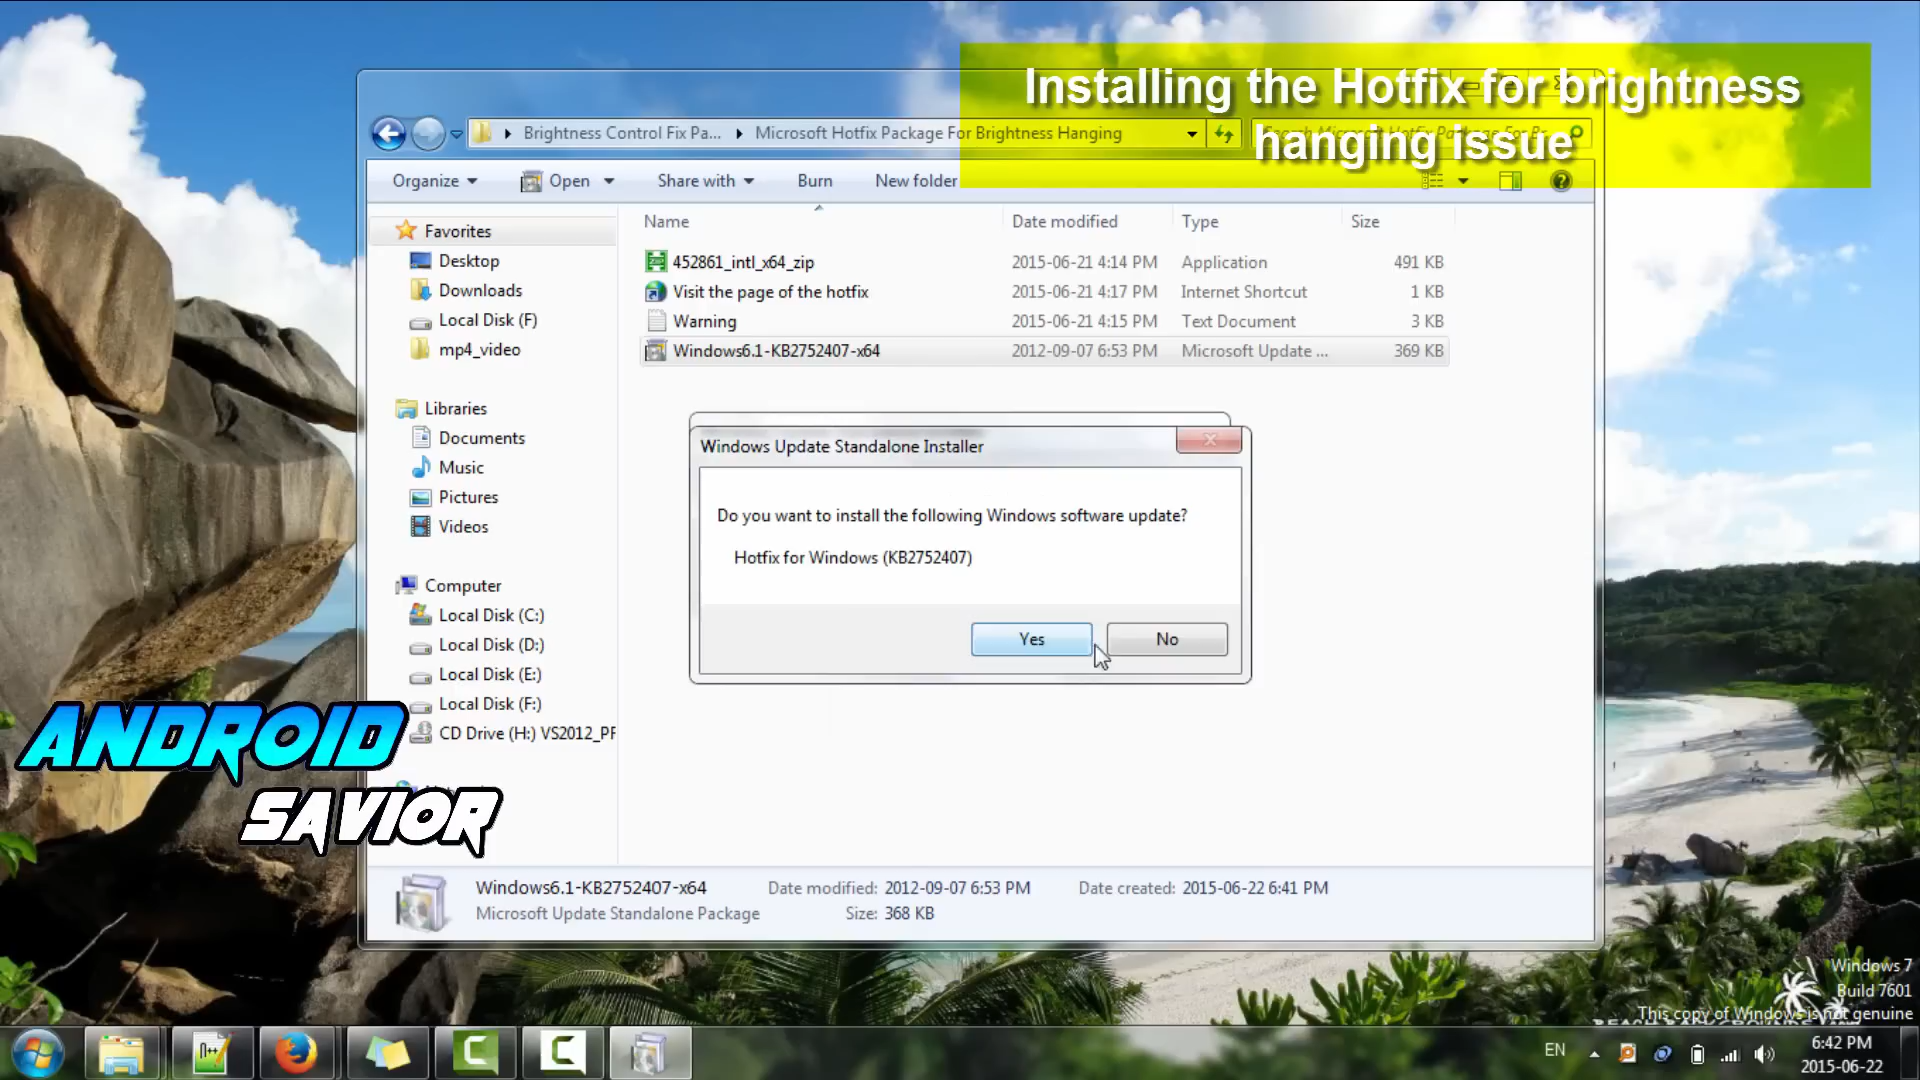 Installing the Hotfix for brightness
hanging issue
Brightness Control Fix Pa... Microsoft Hotfix Package For Brightness Hanging
Search Microsoft Hotfix Package For Br...
Organize Open Share with Burn New folder
Name Date modified Type Size
Favorites
Desktop
Downloads
Local Disk (F)
mp4_video
Libraries
Documents
Music
Pictures
Videos
Computer
Local Disk (C:)
Local Disk (D:)
Local Disk (E:)
Local Disk (F:)
CD Drive (H:) VS2012_PF
452861_intl_x64_zip 2015-06-21 4:14 PM Application 491 KB
Visit the page of the hotfix 2015-06-21 4:17 PM Internet Shortcut 1 KB
Warning 2015-06-21 4:15 PM Text Document 3 KB
Windows6.1-KB2752407-x64 2012-09-07 6:53 PM Microsoft Update ... 369 KB
Windows Update Standalone Installer
Do you want to install the following Windows software update?
Hotfix for Windows (KB2752407)
Yes No
ANDROID
SAVIOR
Windows6.1-KB2752407-x64 Date modified: 2012-09-07 6:53 PM Date created: 2015-06-22 6:41 PM
Microsoft Update Standalone Package Size: 368 KB
Windows 7
Build 7601
This copy of Windows is not genuine
EN
6:42 PM
2015-06-22